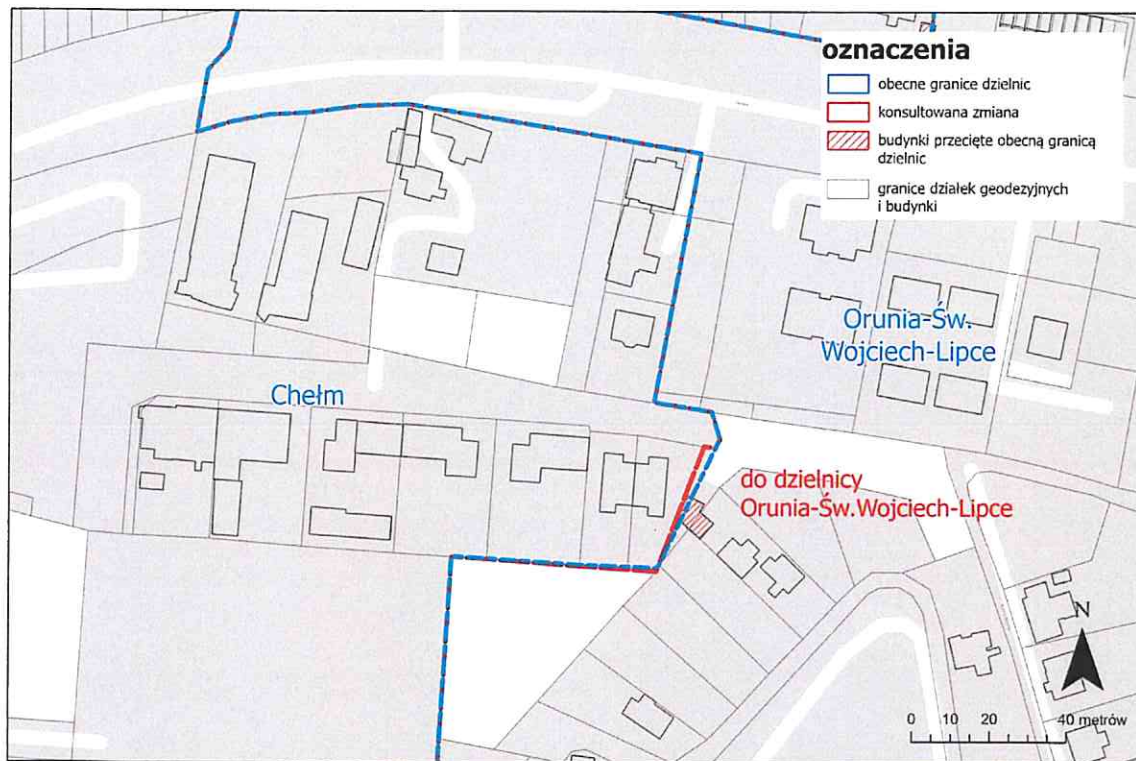 oznaczenia
obecne granice dzielnic
konsultowana zmiana
budynki przecięte obecną granicą
dzielnic
granice działek geodezyjnych
i budynki
Orunia-Św.
Wojciech-Lipce
Chełm
do dzielnicy
Orunia-Św.Wojciech-Lipce
N
0 10 20 40 metrów